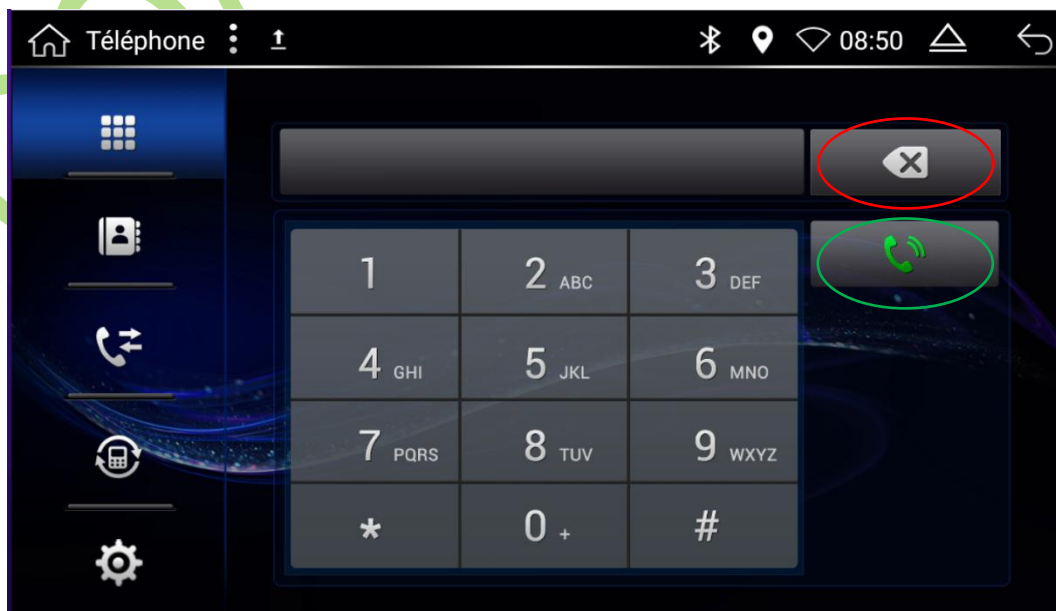 Téléphone 08:50
1 2 ABC 3 DEF
4 GHI 5 JKL 6 MNO
7 PQRS 8 TUV 9 WXYZ
* 0 + #